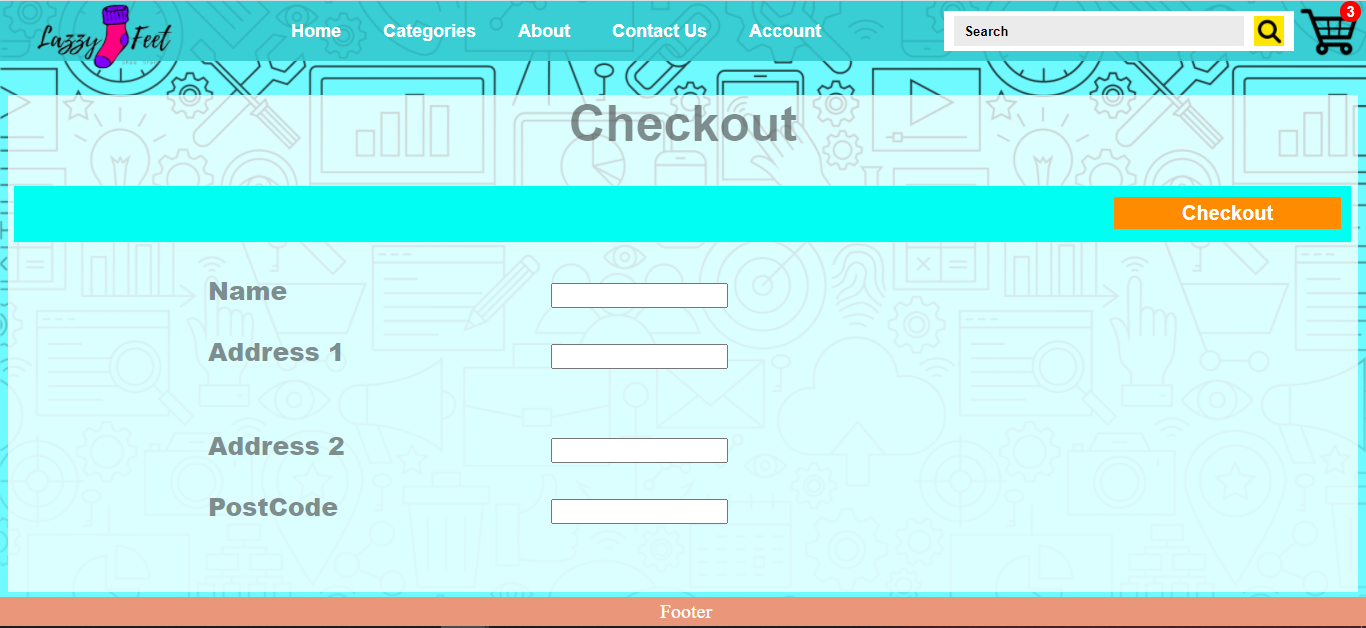 Lazzy Feet
Home Categories About Contact Us Account Search 3
Checkout
Checkout
Name
Address 1
Address 2
PostCode
Footer